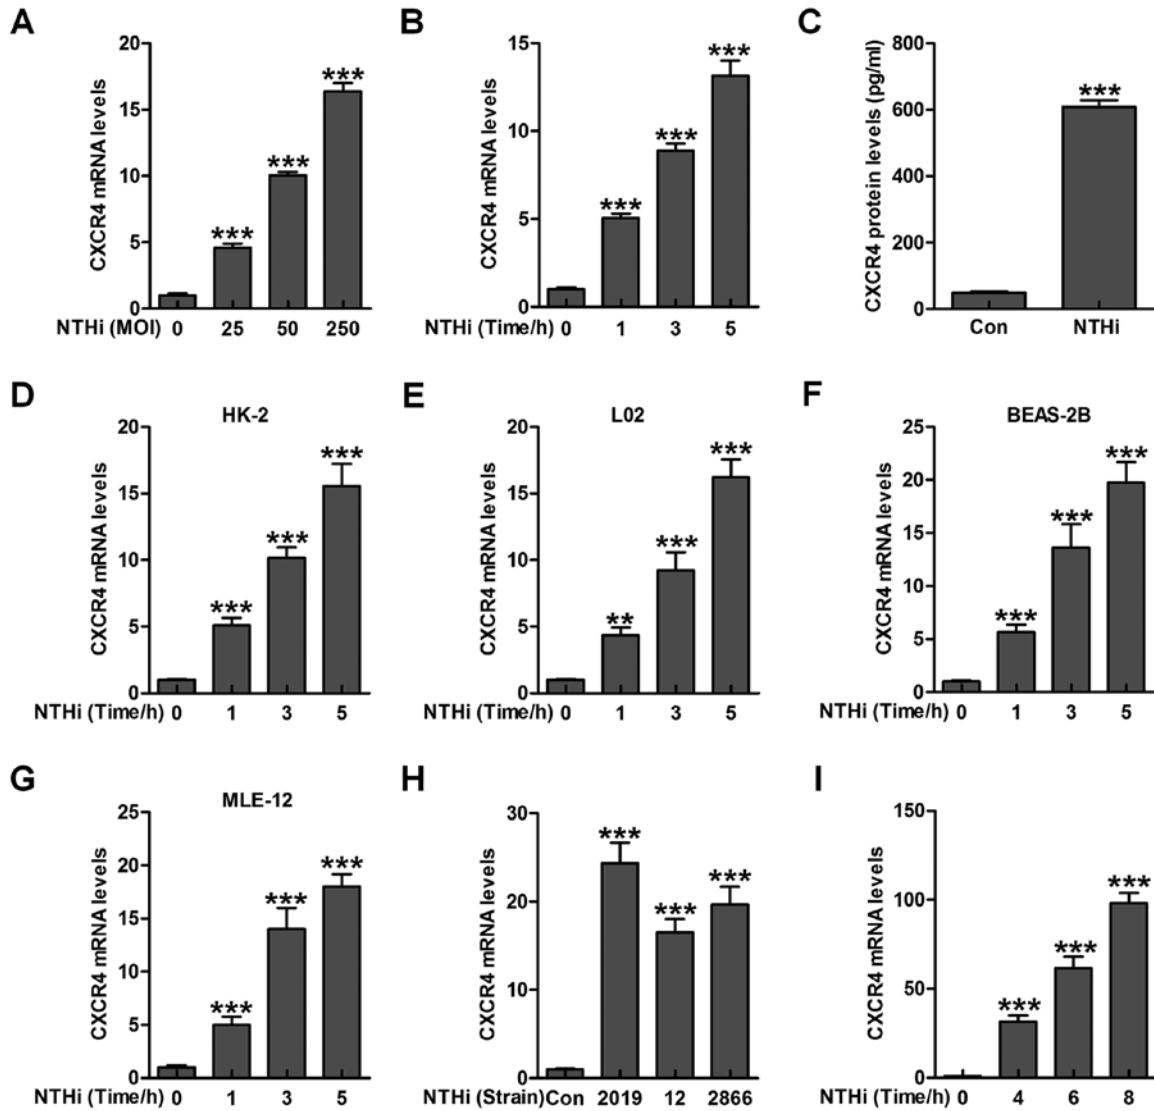 A
CXCR4 mRNA levels
20
15
10
5
0
***
***
***
NTHi (MOI) 0 25 50 250
B
CXCR4 mRNA levels
15
10
5
0
***
***
***
NTHi (Time/h) 0 1 3 5
C
CXCR4 protein levels (pg/ml)
800
600
400
200
0
***
Con NTHi
D
HK-2
CXCR4 mRNA levels
20
15
10
5
0
***
***
***
NTHi (Time/h) 0 1 3 5
E
L02
CXCR4 mRNA levels
20
15
10
5
0
**
***
***
NTHi (Time/h) 0 1 3 5
F
BEAS-2B
CXCR4 mRNA levels
25
20
15
10
5
0
***
***
***
NTHi (Time/h) 0 1 3 5
G
MLE-12
CXCR4 mRNA levels
25
20
15
10
5
0
***
***
***
NTHi (Time/h) 0 1 3 5
H
CXCR4 mRNA levels
30
20
10
0
***
***
***
NTHi (Strain) Con 2019 12 2866
I
CXCR4 mRNA levels
150
100
50
0
***
***
***
NTHi (Time/h) 0 4 6 8